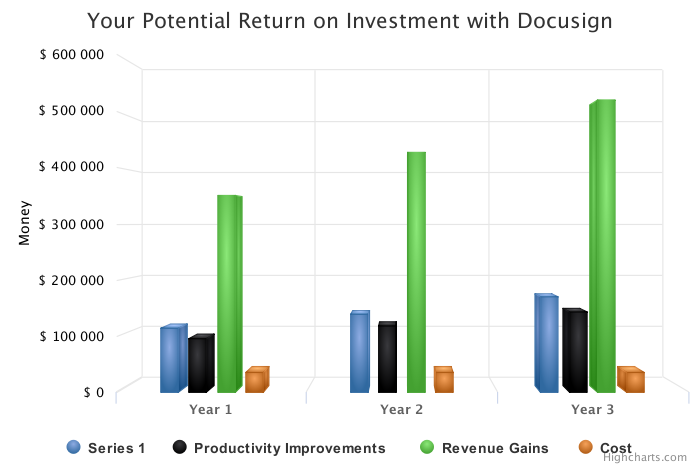 Your Potential Return on Investment with Docusign
$ 600 000
$ 500 000
$ 400 000
$ 300 000
$ 200 000
$ 100 000
$ 0
Money
Year 1
Year 2
Year 3
Series 1
Productivity Improvements
Revenue Gains
Cost
Highcharts.com